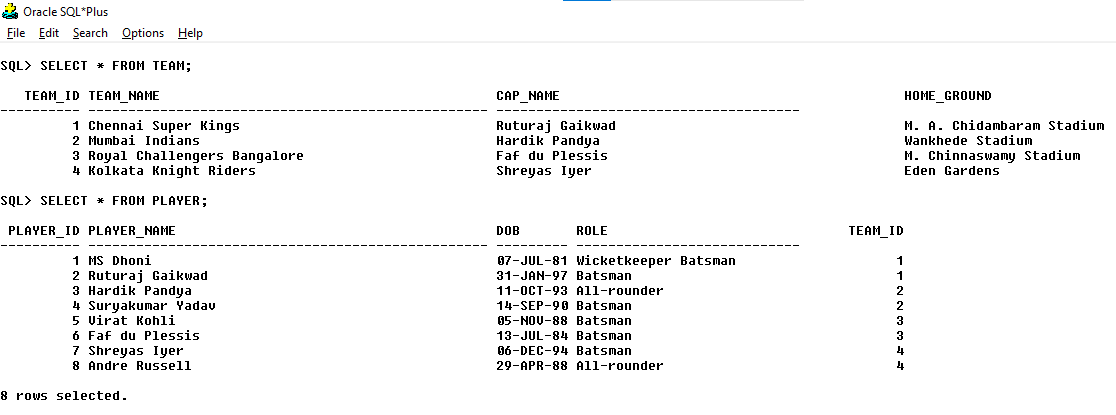 Oracle SQL*Plus
File Edit Search Options Help
SQL> SELECT * FROM TEAM;
TEAM_ID TEAM_NAME CAP_NAME HOME_GROUND
1 Chennai Super Kings Ruturaj Gaikwad M. A. Chidambaram Stadium
2 Mumbai Indians Hardik Pandya Wankhede Stadium
3 Royal Challengers Bangalore Faf du Plessis M. Chinnaswamy Stadium
4 Kolkata Knight Riders Shreyas Iyer Eden Gardens
SQL> SELECT * FROM PLAYER;
PLAYER_ID PLAYER_NAME DOB ROLE TEAM_ID
1 MS Dhoni 07-JUL-81 Wicketkeeper Batsman 1
2 Ruturaj Gaikwad 31-JAN-97 Batsman 1
3 Hardik Pandya 11-OCT-93 All-rounder 2
4 Suryakumar Yadav 14-SEP-90 Batsman 2
5 Virat Kohli 05-NOV-88 Batsman 3
6 Faf du Plessis 13-JUL-84 Batsman 3
7 Shreyas Iyer 06-DEC-94 Batsman 4
8 Andre Russell 29-APR-88 All-rounder 4
8 rows selected.